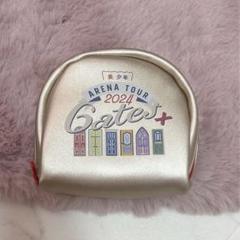 美 少年
ARENA TOUR
2024
Gates+